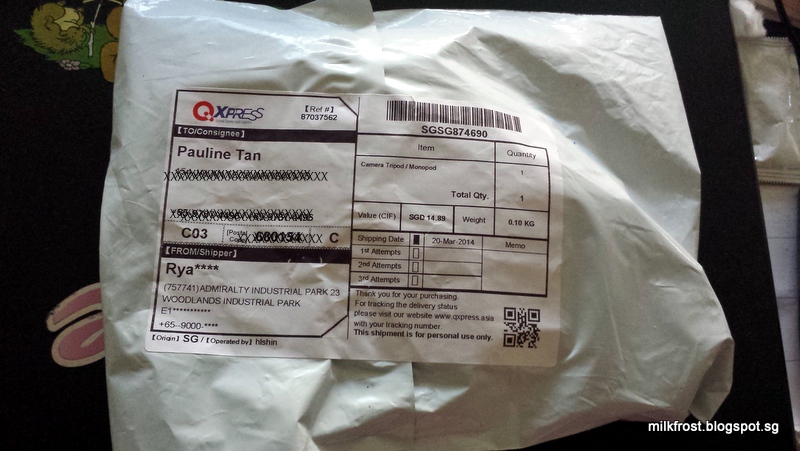 QXPRESS
[Ref #]
87037562
SGSG874690
[TO/Consignee]
Pauline Tan
C03
[Postal
C
[FROM/Shipper]
Rya****
(757741)ADMIRALTY INDUSTRIAL PARK 23
WOODLANDS INDUSTRIAL PARK
E1***********
+65--9000-****
[Origin] SG / [Operated by] hlshin
Item
Quantity
Camera Tripod / Monopod
1
Total Qty.
1
Value (CIF)
SGD 14.89
Weight
0.10 KG
Shipping Date
20-Mar-2014
Memo
1st Attempts
2nd Attempts
3rd Attempts
Thank you for your purchasing.
For tracking the delivery status
please visit our website www.qxpress.asia
with your tracking number.
This shipment is for personal use only.
milkfrost.blogspot.sg